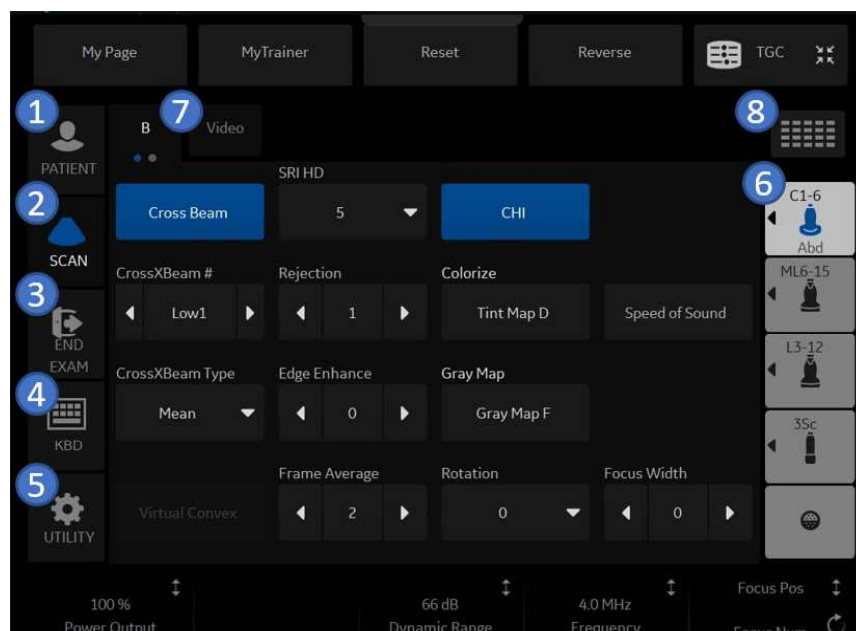 My Page
MyTrainer
Reset
Reverse
TGC
1
7
8
B
Video
PATIENT
SRI HD
2
6
C1-6
Cross Beam
5
CHI
Abd
SCAN
CrossXBeam #
Rejection
Colorize
ML6-15
3
Low1
1
Tint Map D
Speed of Sound
END
EXAM
L3-12
CrossXBeam Type
Edge Enhance
Gray Map
4
Mean
0
Gray Map F
3Sc
KBD
Frame Average
Rotation
Focus Width
5
Virtual Convex
2
0
0
UTILITY
100 %
66 dB
4.0 MHz
Focus Pos
Power Output
Dynamic Range
Frequency
Focus Num